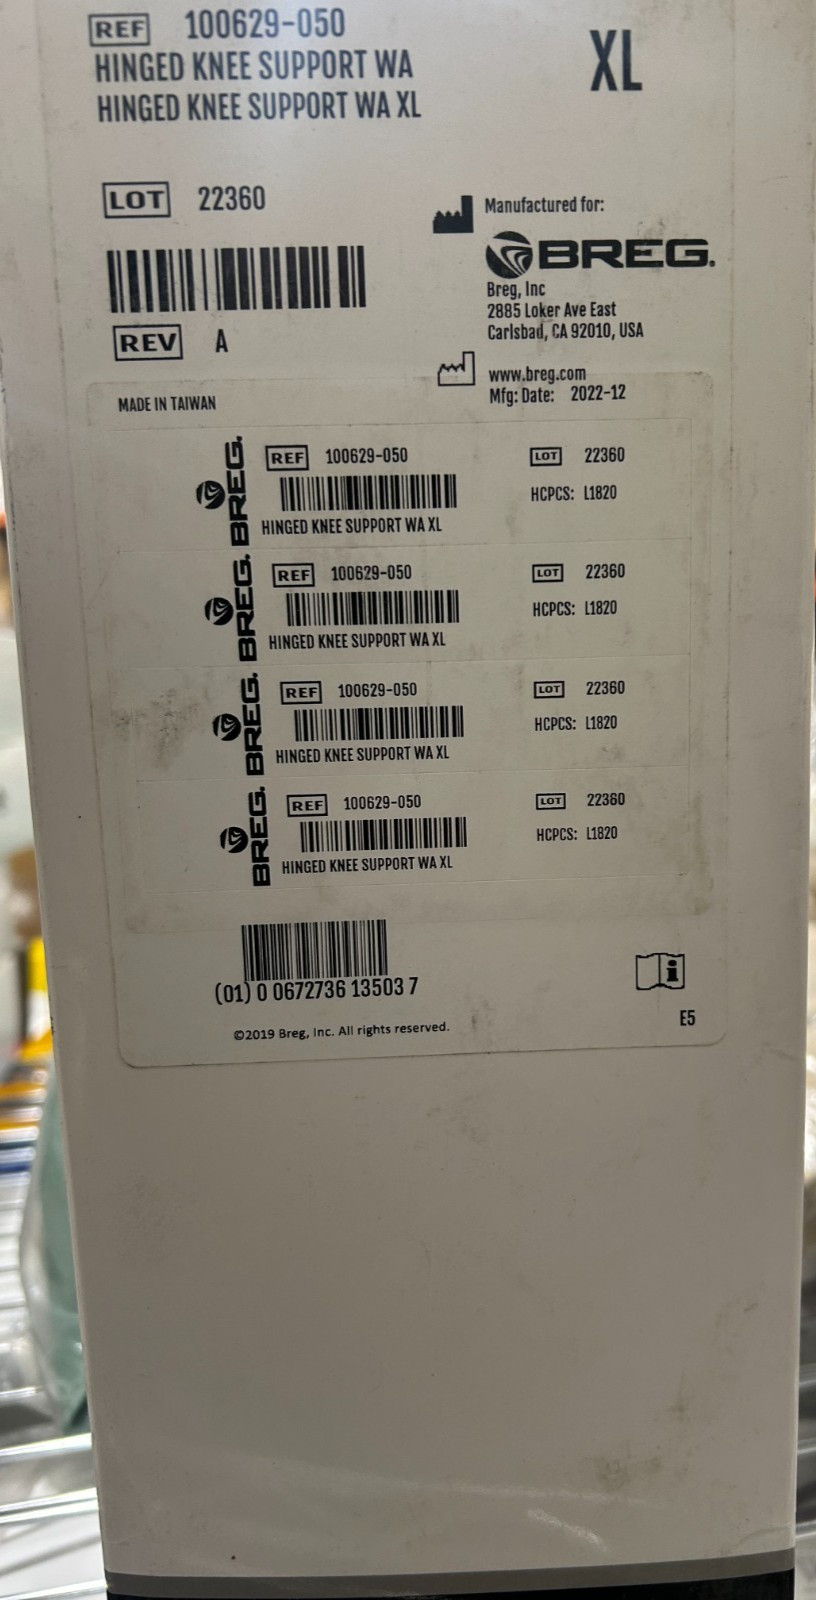 REF 100629-050
HINGED KNEE SUPPORT WA
HINGED KNEE SUPPORT WA XL
XL
LOT 22360
REV A
MADE IN TAIWAN
Manufactured for:
BREG.
Breg, Inc
2885 Loker Ave East
Carlsbad, CA 92010, USA
www.breg.com
Mfg: Date: 2022-12
BREG.
REF 100629-050
HINGED KNEE SUPPORT WA XL
LOT 22360
HCPCS: L1820
BREG.
REF 100629-050
HINGED KNEE SUPPORT WA XL
LOT 22360
HCPCS: L1820
BREG.
REF 100629-050
HINGED KNEE SUPPORT WA XL
LOT 22360
HCPCS: L1820
BREG.
REF 100629-050
HINGED KNEE SUPPORT WA XL
LOT 22360
HCPCS: L1820
(01) 0 0672736 13503 7
©2019 Breg, Inc. All rights reserved.
i
E5